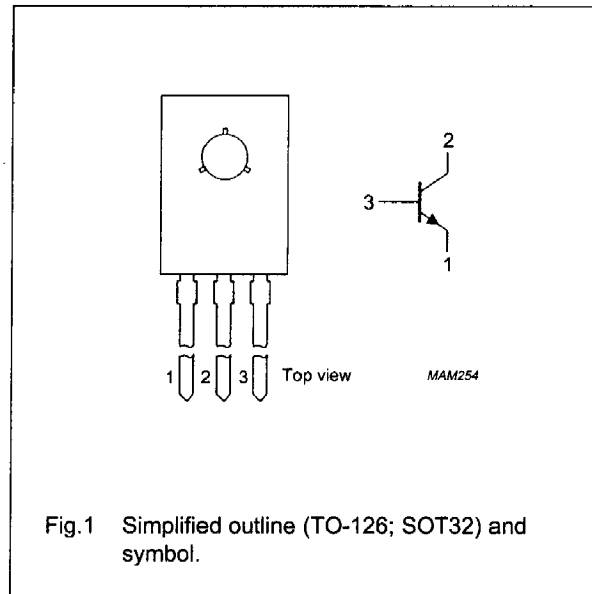 2
3
1
1 2 3 Top view MAM254
Fig.1 Simplified outline (TO-126; SOT32) and
symbol.